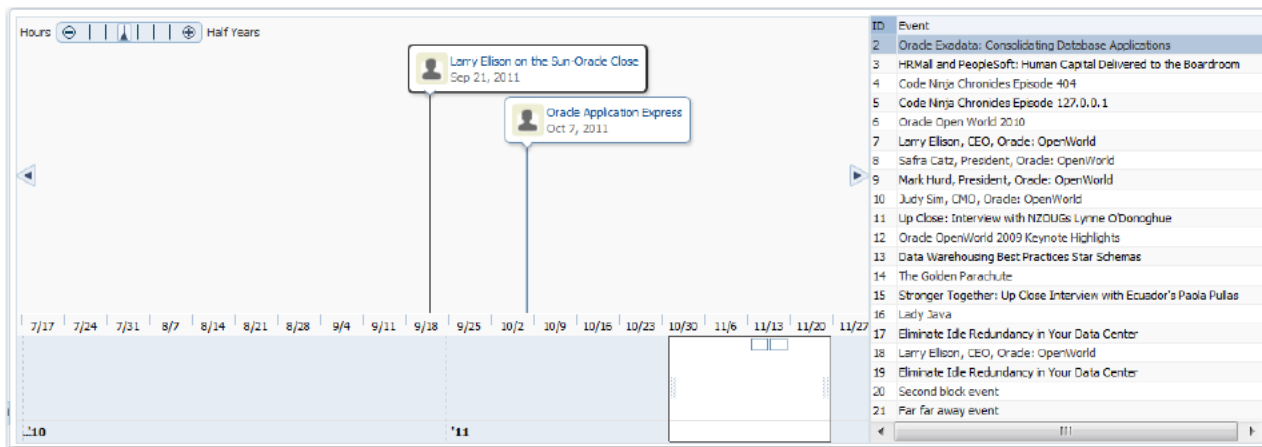 Hours
Half Years
Larry Ellison on the Sun-Oracle Close
Sep 21, 2011
Oracle Application Express
Oct 7, 2011
7/17 7/24 7/31 8/7 8/14 8/21 8/28 9/4 9/11 9/18 9/25 10/2 10/9 10/16 10/23 10/30 11/6 11/13 11/20 11/27
'10 '11
ID Event
2 Oracle Exadata: Consolidating Database Applications
3 HRMall and PeopleSoft: Human Capital Delivered to the Boardroom
4 Code Ninja Chronicles Episode 404
5 Code Ninja Chronicles Episode 127.0.0.1
6 Oracle Open World 2010
7 Larry Ellison, CEO, Oracle: OpenWorld
8 Safra Catz, President, Oracle: OpenWorld
9 Mark Hurd, President, Oracle: OpenWorld
10 Judy Sim, CMO, Oracle: OpenWorld
11 Up Close: Interview with NZOUGs Lynne O'Donoghue
12 Oracle OpenWorld 2009 Keynote Highlights
13 Data Warehousing Best Practices Star Schemas
14 The Golden Parachute
15 Stronger Together: Up Close Interview with Ecuador's Paola Pullas
16 Lady Java
17 Eliminate Idle Redundancy in Your Data Center
18 Larry Ellison, CEO, Oracle: OpenWorld
19 Eliminate Idle Redundancy in Your Data Center
20 Second block event
21 Far far away event